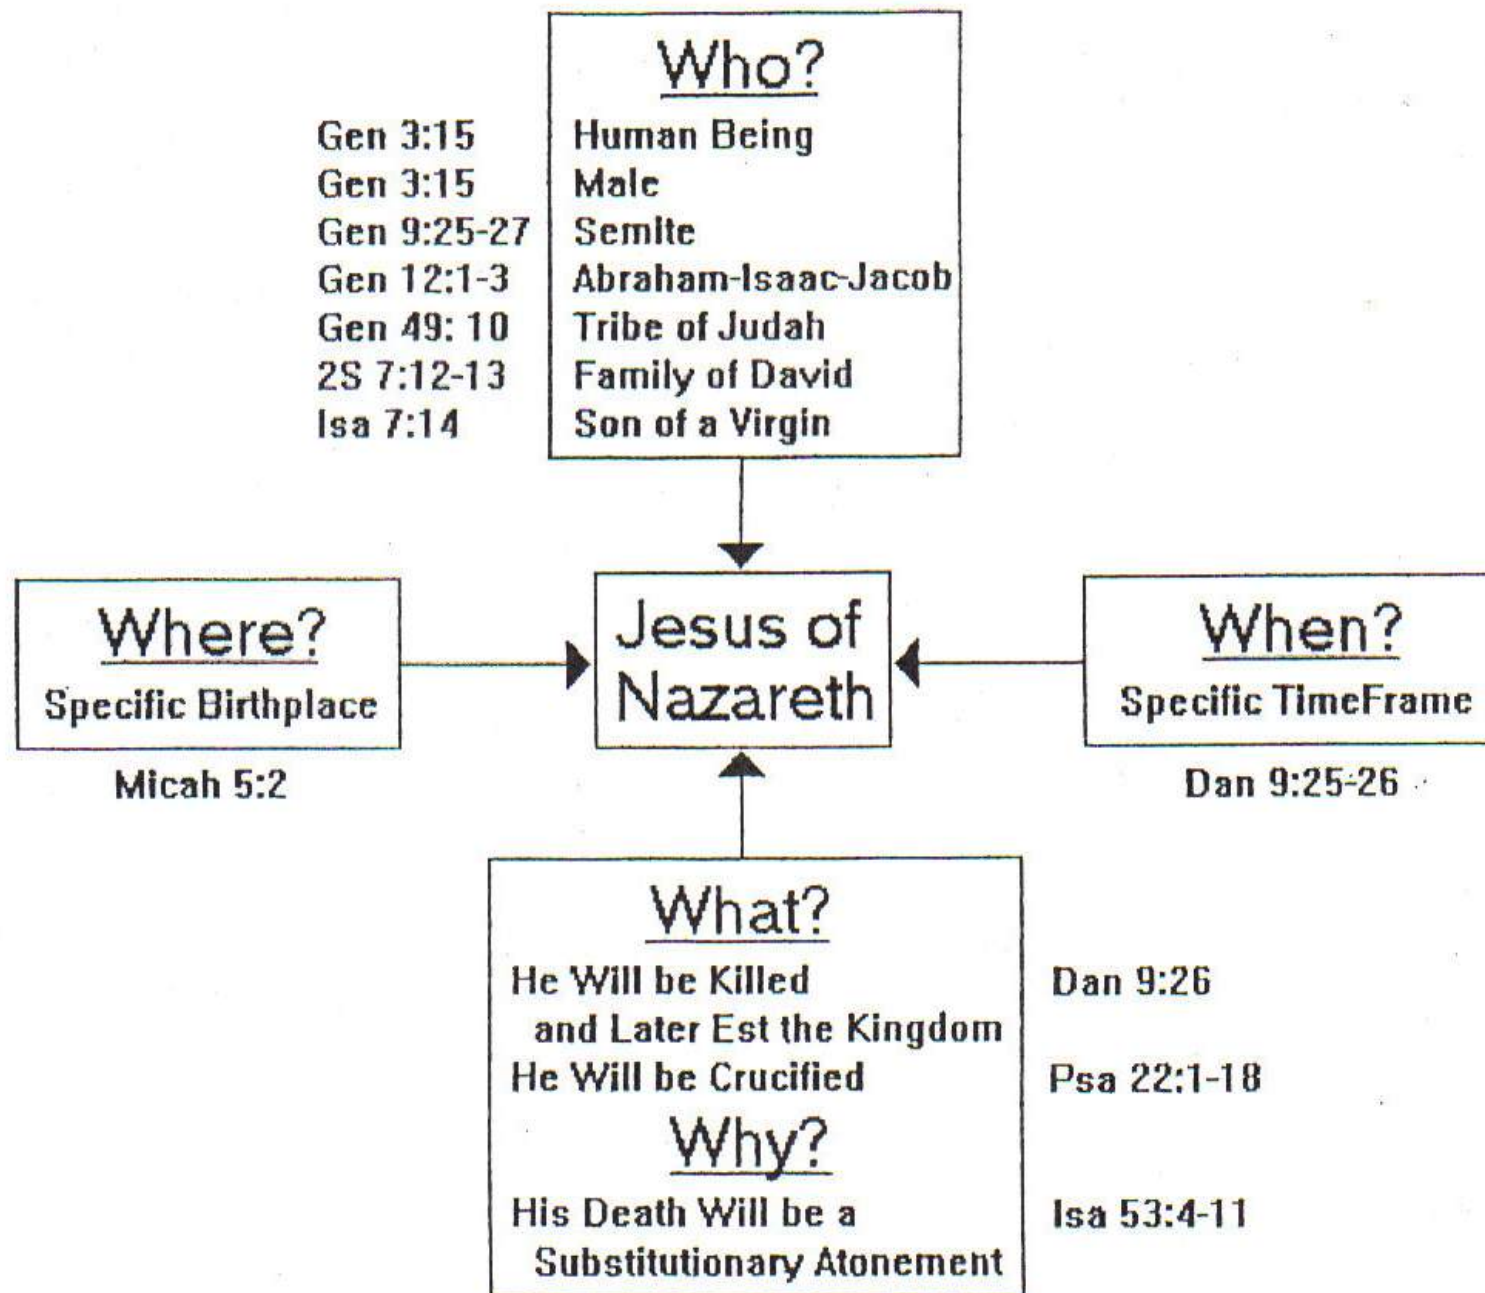 Who?
Gen 3:15 Human Being
Gen 3:15 Male
Gen 9:25-27 Semite
Gen 12:1-3 Abraham-Isaac-Jacob
Gen 49: 10 Tribe of Judah
2S 7:12-13 Family of David
Isa 7:14 Son of a Virgin
Where?
Specific Birthplace
Micah 5:2
Jesus of
Nazareth
When?
Specific TimeFrame
Dan 9:25-26
What?
He Will be Killed Dan 9:26
and Later Est the Kingdom
He Will be Crucified Psa 22:1-18
Why?
His Death Will be a Isa 53:4-11
Substitutionary Atonement